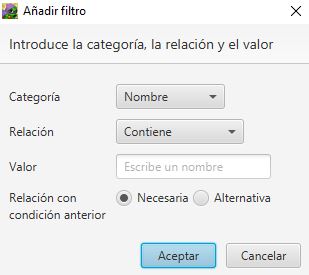 Añadir filtro
Introduce la categoría, la relación y el valor
Categoría Nombre
Relación Contiene
Valor Escribe un nombre
Relación con condición anterior Necesaria Alternativa
Aceptar Cancelar